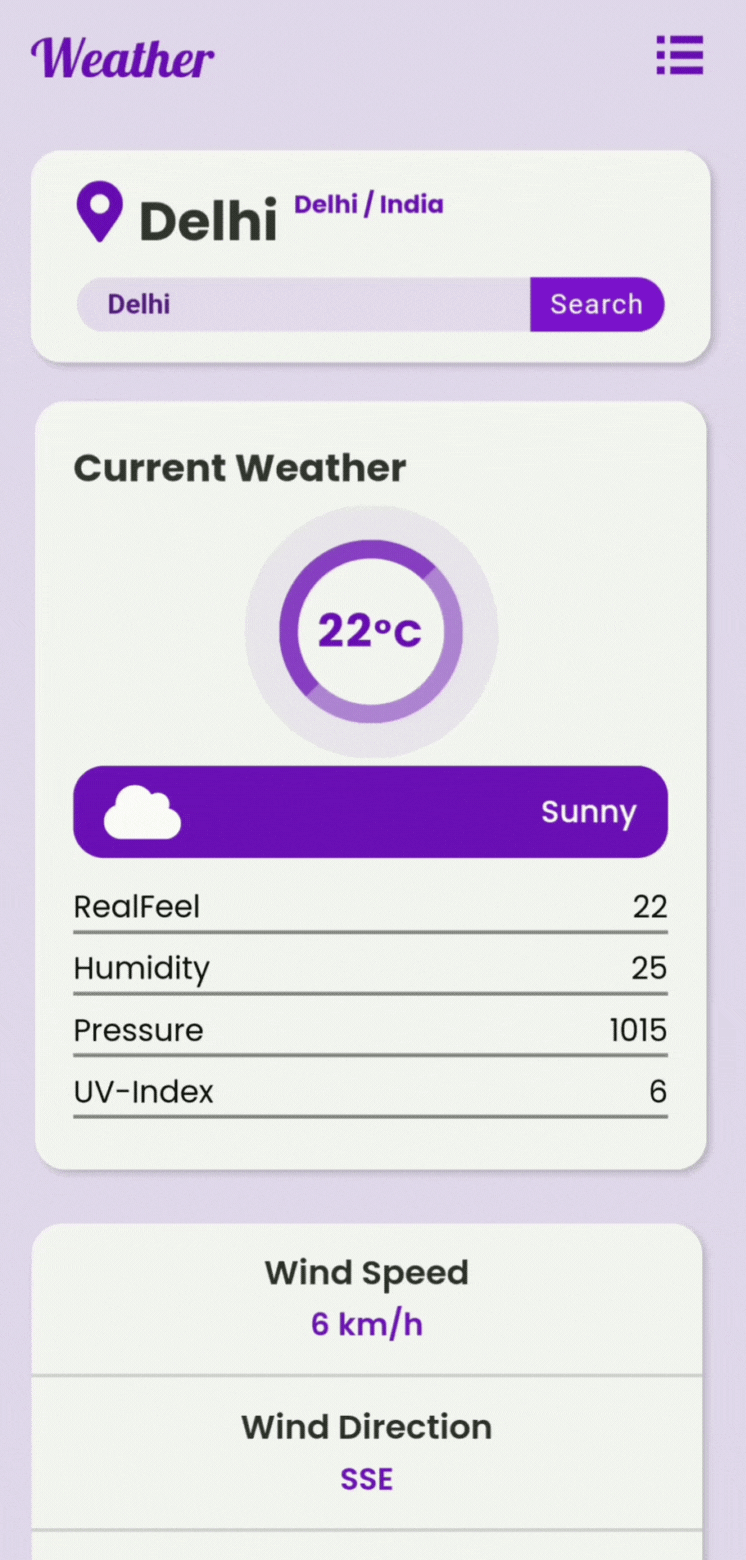 Weather
Delhi Delhi / India
Delhi Search
Current Weather
22°C
Sunny
RealFeel 22
Humidity 25
Pressure 1015
UV-Index 6
Wind Speed
6 km/h
Wind Direction
SSE